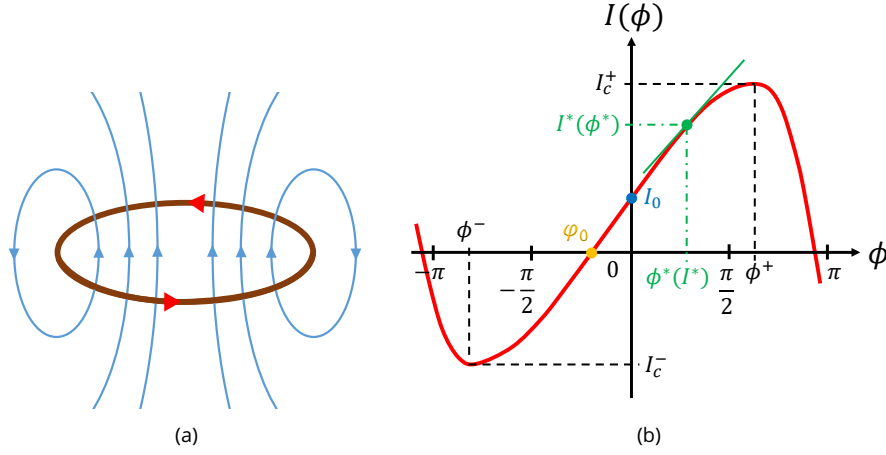 I(ϕ)
I_c^+
I^*(ϕ^*)
I_0
ϕ^-
φ_0
ϕ
-π
-π/2
0
ϕ^*(I^*)
π/2
ϕ^+
π
I_c^-
(a)
(b)